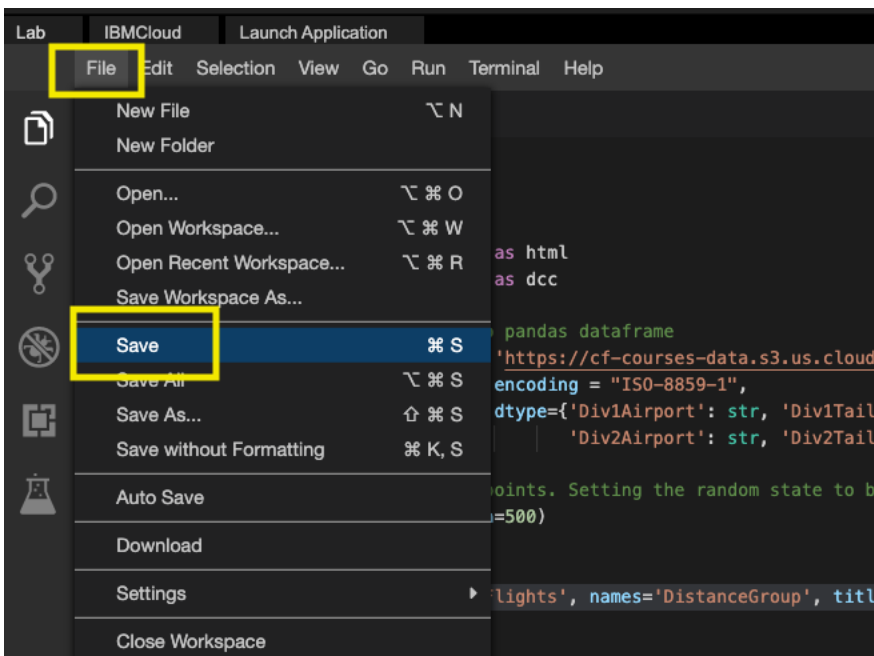 Lab IBMCloud Launch Application
File Edit Selection View Go Run Terminal Help
New File ⌥ N
New Folder
Open... ⌥ ⌘ O
Open Workspace... ⌥ ⌘ W
Open Recent Workspace... ⌥ ⌘ R
Save Workspace As...
Save ⌘ S
Save All ⌥ ⌘ S
Save As... ⇧ ⌘ S
Save without Formatting ⌘ K, S
Auto Save
Download
Settings
Close Workspace
as html
as dcc
pandas dataframe
'https://cf-courses-data.s3.us.cloud
encoding = "ISO-8859-1",
dtype={'Div1Airport': str, 'Div1Tail
'Div2Airport': str, 'Div2Tail
oints. Setting the random state to b
=500)
lights', names='DistanceGroup', titl